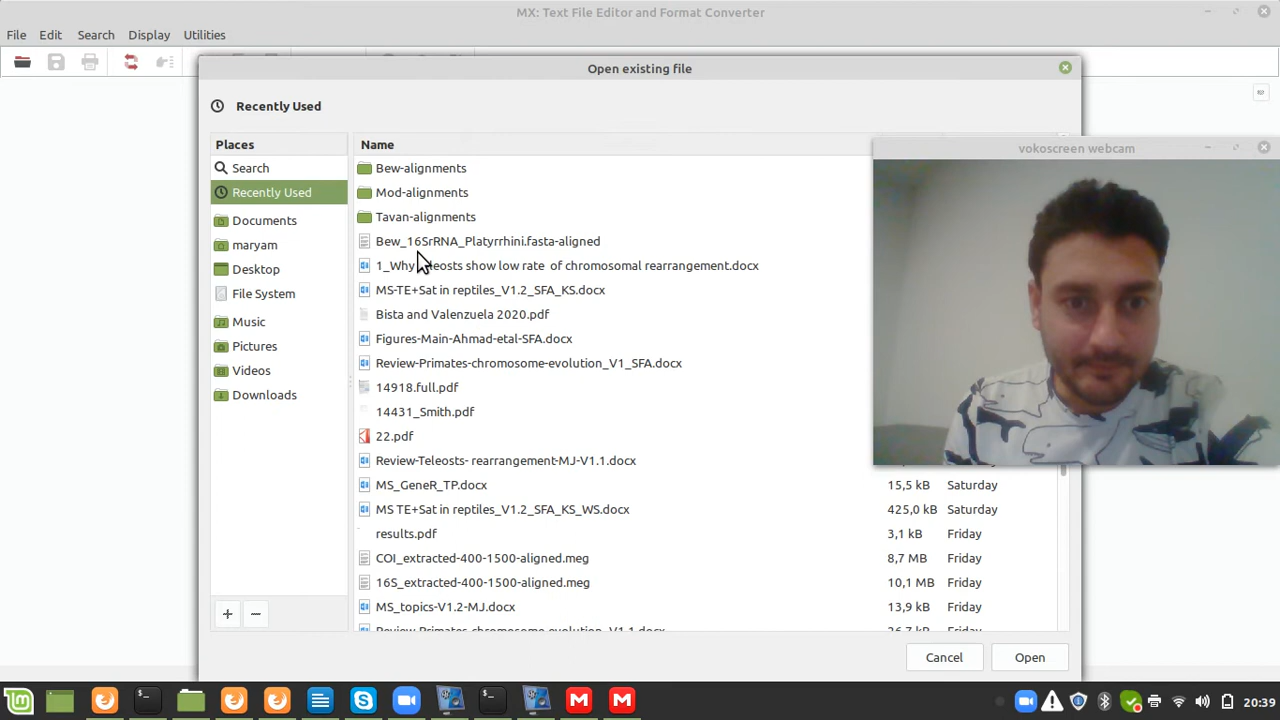 MX: Text File Editor and Format Converter
File Edit Search Display Utilities
Open existing file
Recently Used
Places
Search
Recently Used
Documents
maryam
Desktop
File System
Music
Pictures
Videos
Downloads
Name
Bew-alignments
Mod-alignments
Tavan-alignments
Bew_16SrRNA_Platyrrhini.fasta-aligned
1_Why show low rate of chromosomal rearrangement.docx
MS-TE+Sat in reptiles_V1.2_SFA_KS.docx
Bista and Valenzuela 2020.pdf
Figures-Main-Ahmad-etal-SFA.docx
Review-Primates-chromosome-evolution_V1_SFA.docx
14918.full.pdf
14431_Smith.pdf
22.pdf
Review-Teleosts- rearrangement-MJ-V1.1.docx
MS_GeneR_TP.docx 15,5 kB Saturday
MS TE+Sat in reptiles_V1.2_SFA_KS_WS.docx 425,0 kB Saturday
results.pdf 3,1 kB Friday
COI_extracted-400-1500-aligned.meg 8,7 MB Friday
16S_extracted-400-1500-aligned.meg 10,1 MB Friday
MS_topics-V1.2-MJ.docx 13,9 kB Friday
vokoscreen webcam
Cancel Open
20:39